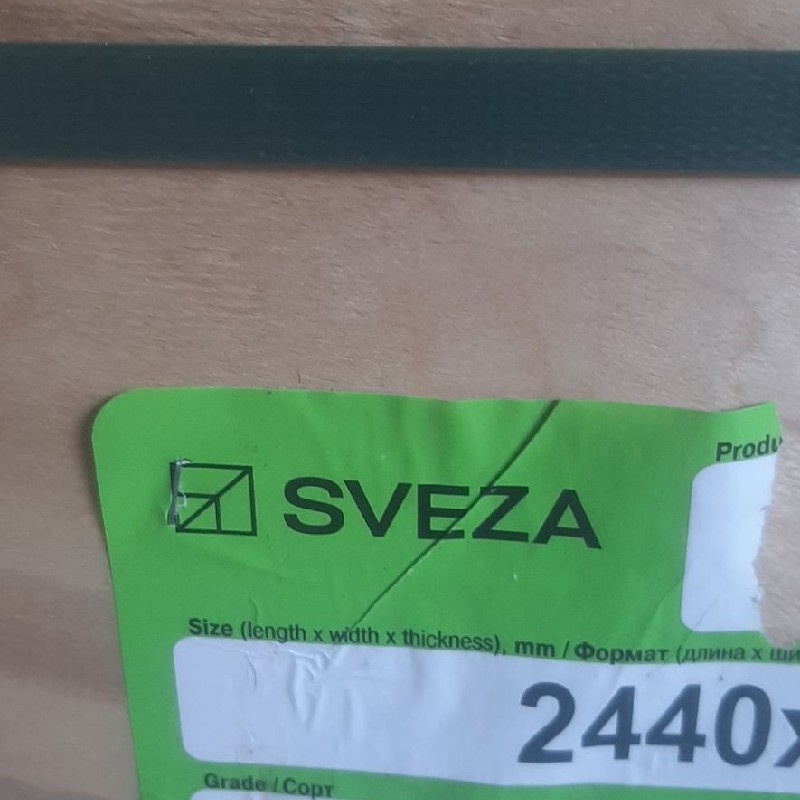 Produ
SVEZA
Size (length x width x thickness), mm / Формат (длина х ши
2440x
Grade / Сорт